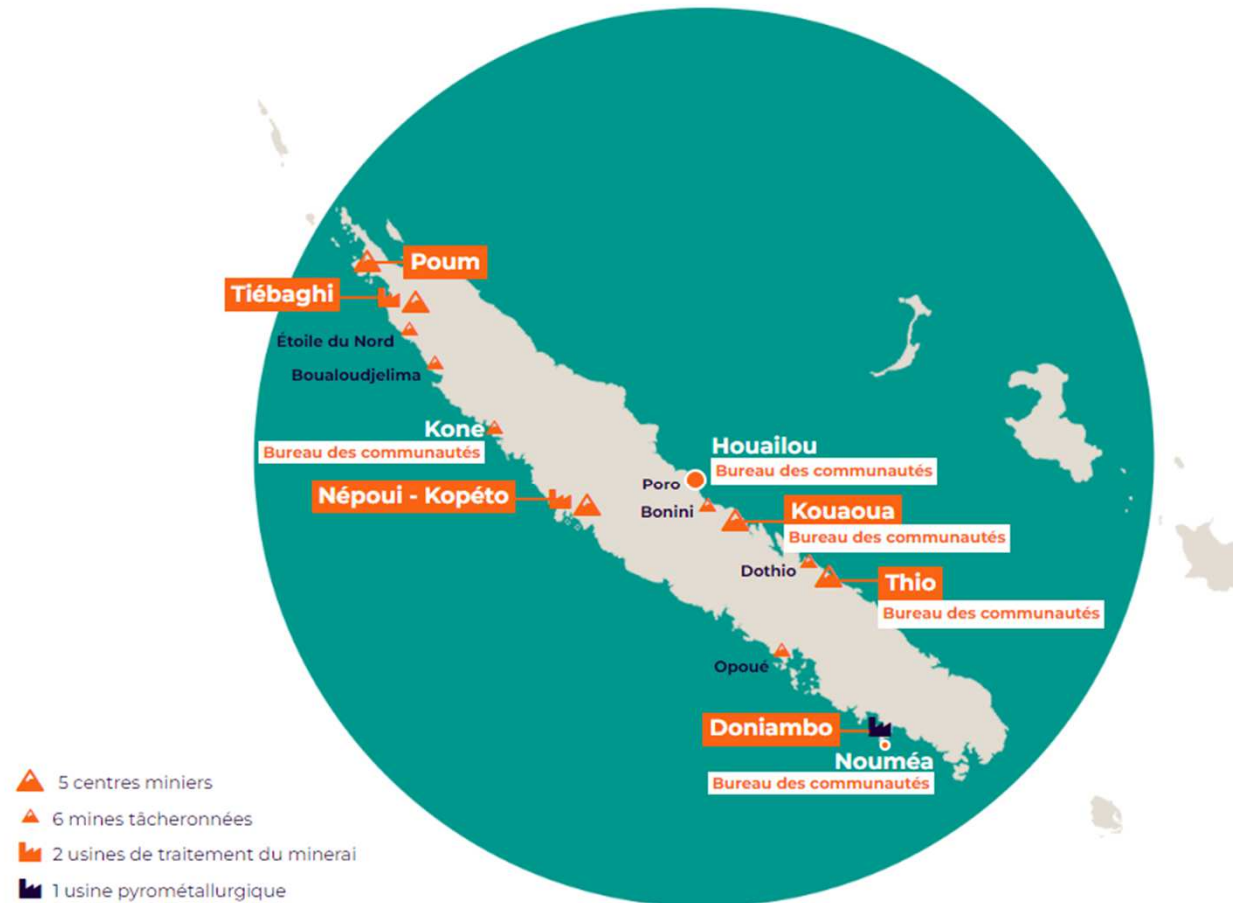 Poum
Tiébaghi
Étoile du Nord
Boualoudjelima
Koné
Bureau des communautés
Houailou
Bureau des communautés
Poro
Népoui - Kopéto
Bonini
Kouaoua
Bureau des communautés
Dothio
Thio
Bureau des communautés
Opoué
Doniambo
Nouméa
Bureau des communautés
5 centres miniers
6 mines tâcheronnées
2 usines de traitement du minerai
1 usine pyrométallurgique